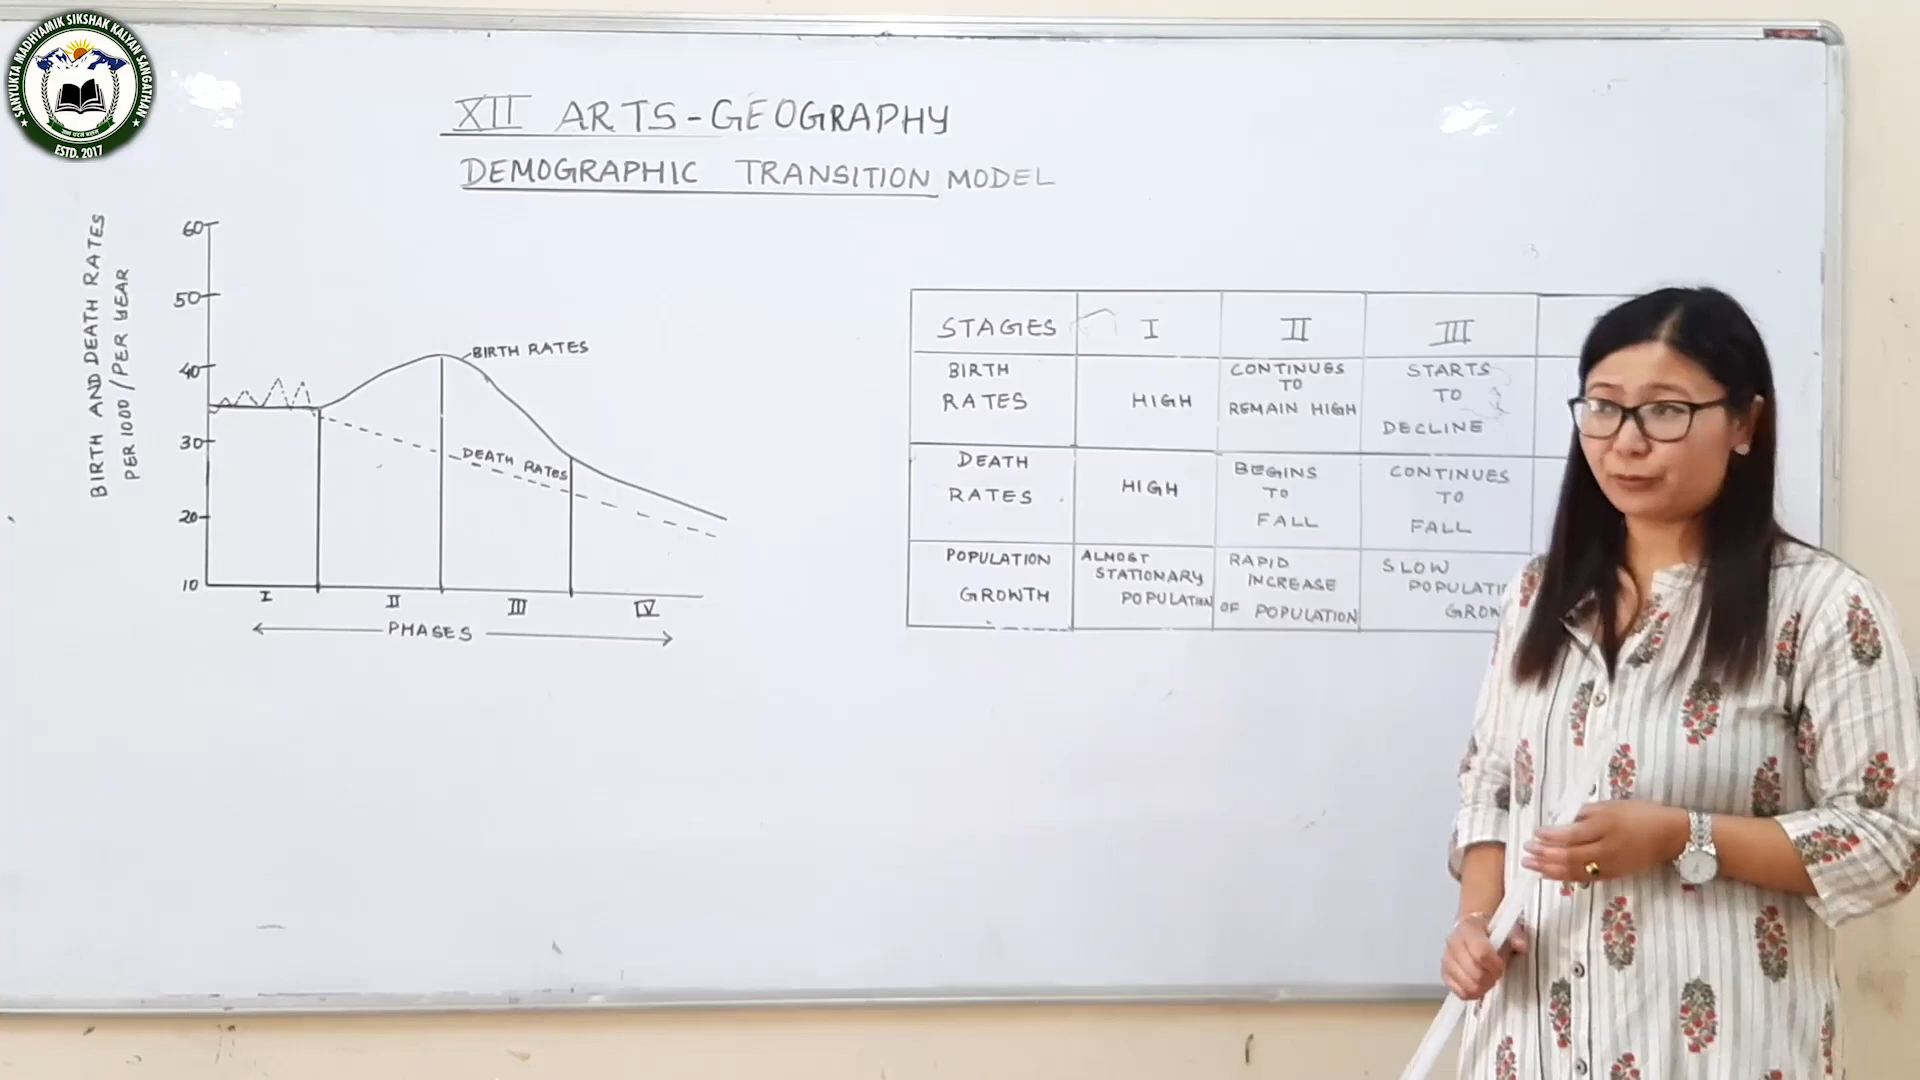 SANYUKTA MADHYAMIK SIKSHAK KALYAN SANGATHAN
ESTD. 2017
XII ARTS-GEOGRAPHY
DEMOGRAPHIC TRANSITION MODEL
BIRTH AND DEATH RATES
PER 1000/PER YEAR
60
50
40
30
20
10
BIRTH RATES
DEATH RATES
I II III IV
PHASES
STAGES I II III
BIRTH
RATES
HIGH
CONTINUES
TO
REMAIN HIGH
STARTS
TO
DECLINE
DEATH
RATES
HIGH
BEGINS
TO
FALL
CONTINUES
TO
FALL
POPULATION
GROWTH
ALMOST
STATIONARY
POPULATION
RAPID
INCREASE
OF POPULATION
SLOW
POPULATI
GROW